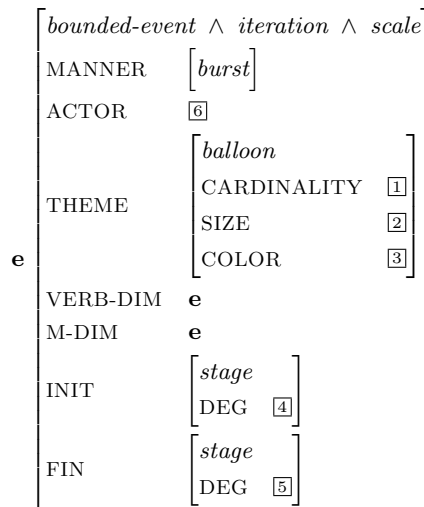 bounded-event ∧ iteration ∧ scale
MANNER [burst]
ACTOR 6
balloon
CARDINALITY 1
THEME
SIZE 2
COLOR 3
e
VERB-DIM e
M-DIM e
stage
INIT
DEG 4
stage
FIN
DEG 5